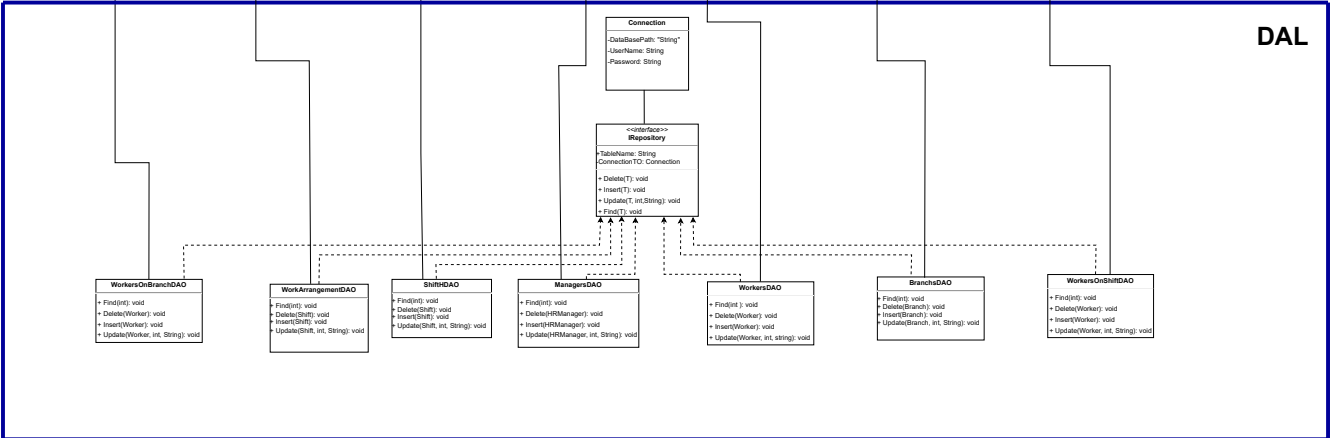 DAL
Connection
-DataBasePath: "String"
-UserName: String
-Password: String
<<interface>>
IRepository
+TableName: String
-ConnectionTO: Connection
+ Delete(T): void
+ Insert(T): void
+ Update(T, int,String): void
+ Find(T): void
WorkersOnBranchDAO
+ Find(int): void
+ Delete(Worker): void
+ Insert(Worker): void
+ Update(Worker, int, String): void
WorkArrangementDAO
+ Find(int): void
+ Delete(Shift): void
+ Insert(Shift): void
+ Update(Shift, int, String): void
ShiftHDAO
+ Find(int): void
+ Delete(Shift): void
+ Insert(Shift): void
+ Update(Shift, int, String): void
ManagersDAO
+ Find(int): void
+ Delete(HRManager): void
+ Insert(HRManager): void
+ Update(HRManager, int, String): void
WorkersDAO
+ Find(int ): void
+ Delete(Worker): void
+ Insert(Worker): void
+ Update(Worker, int, string): void
BranchsDAO
+ Find(int): void
+ Delete(Branch): void
+ Insert(Branch): void
+ Update(Branch, int, String): void
WorkersOnShiftDAO
+ Find(int): void
+ Delete(Worker): void
+ Insert(Worker): void
+ Update(Worker, int, String): void